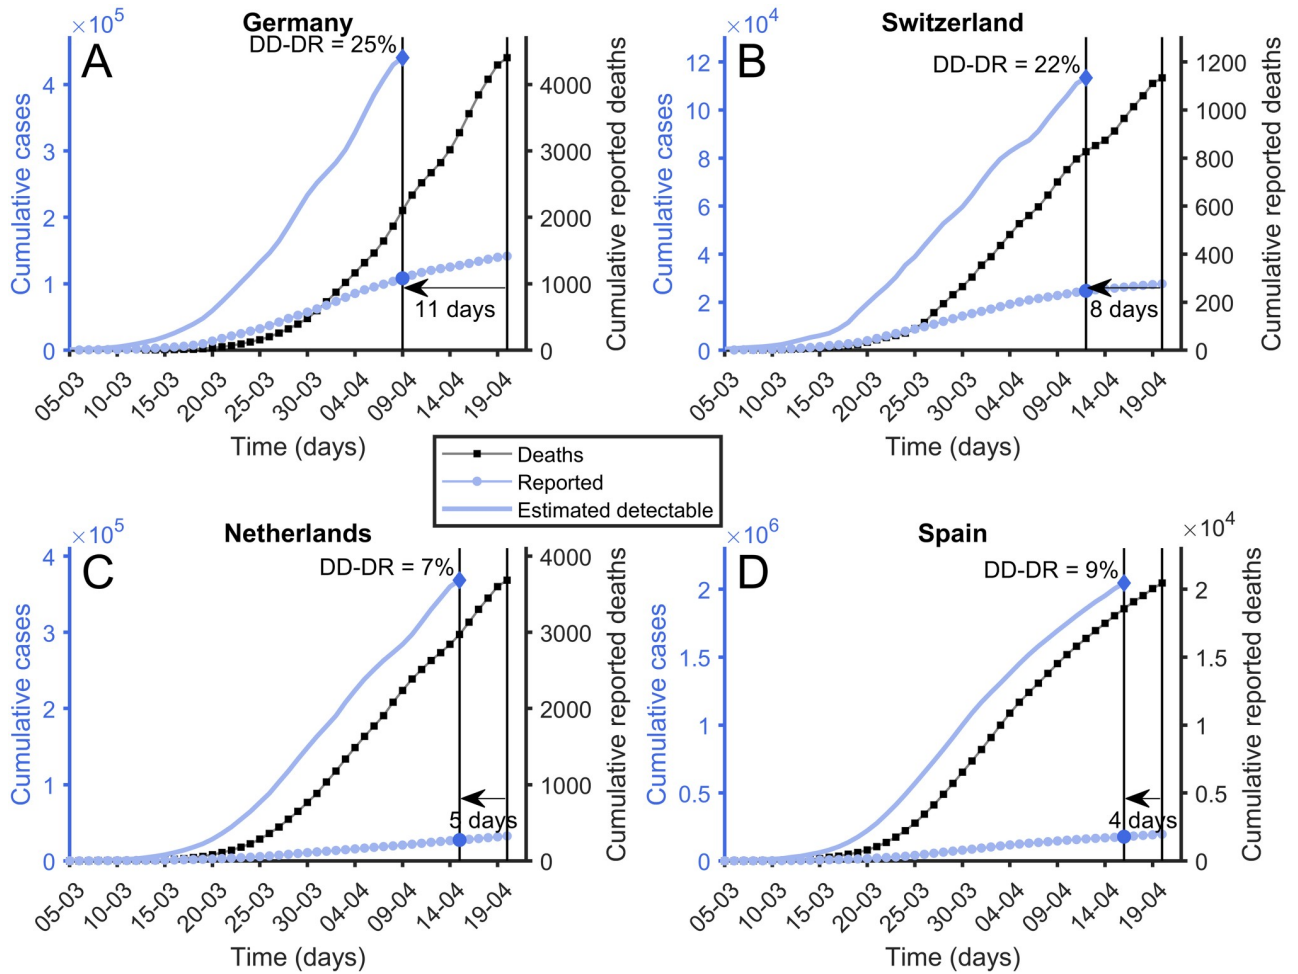 Germany
A
×10^5
DD-DR = 25%
4
3
2
1
0
Cumulative cases
4000
3000
2000
1000
0
Cumulative reported deaths
11 days
05-03
10-03
15-03
20-03
25-03
30-03
04-04
09-04
14-04
19-04
Time (days)
Switzerland
B
×10^4
DD-DR = 22%
12
10
8
6
4
2
0
Cumulative cases
1200
1000
800
600
400
200
0
Cumulative reported deaths
8 days
05-03
10-03
15-03
20-03
25-03
30-03
04-04
09-04
14-04
19-04
Time (days)
Deaths
Reported
Estimated detectable
Netherlands
C
×10^5
DD-DR = 7%
4
3
2
1
0
Cumulative cases
4000
3000
2000
1000
0
Cumulative reported deaths
5 days
05-03
10-03
15-03
20-03
25-03
30-03
04-04
09-04
14-04
19-04
Time (days)
Spain
D
×10^6
×10^4
DD-DR = 9%
2
1.5
1
0.5
0
Cumulative cases
2
1.5
1
0.5
0
Cumulative reported deaths
4 days
05-03
10-03
15-03
20-03
25-03
30-03
04-04
09-04
14-04
19-04
Time (days)